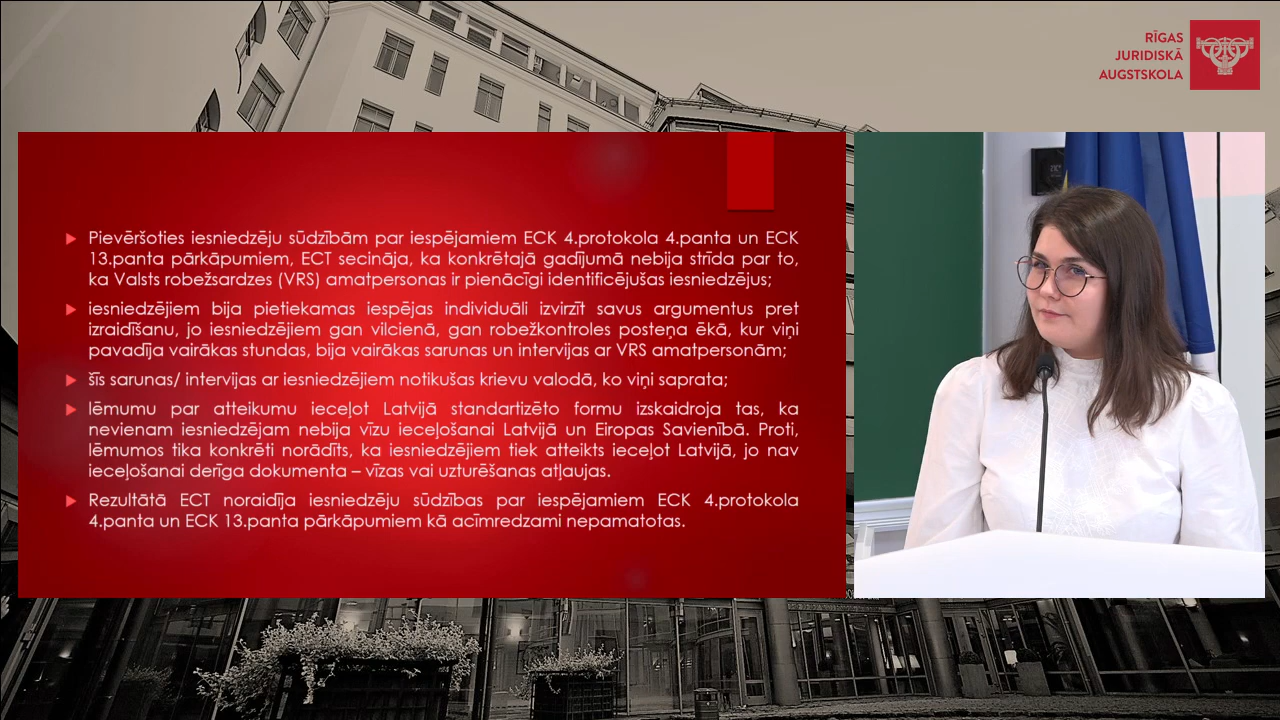 RĪGAS
JURIDISKĀ
AUGSTSKOLA
Pievēršoties iesniedzēju sūdzībām par iespējamiem ECK 4.protokola 4.panta un ECK
13.panta pārkāpumiem, ECT secināja, ka konkrētajā gadījumā nebija strīda par to,
ka Valsts robežsardzes (VRS) amatpersonas ir pienācīgi identificējušas iesniedzējus;
iesniedzējiem bija pietiekamas iespējas individuāli izvirzīt savus argumentus pret
izraidīšanu, jo iesniedzējiem gan vilcienā, gan robežkontroles posteņa ēkā, kur viņi
pavadīja vairākas stundas, bija vairākas sarunas un intervijas ar VRS amatpersonām;
šīs sarunas/ intervijas ar iesniedzējiem notikušas krievu valodā, ko viņi saprata;
lēmumu par atteikumu ieceļot Latvijā standartizēto formu izskaidroja tas, ka
nevienam iesniedzējam nebija vīzu ieceļošanai Latvijā un Eiropas Savienībā. Proti,
lēmumos tika konkrēti norādīts, ka iesniedzējiem tiek atteikts ieceļot Latvijā, jo nav
ieceļošanai derīga dokumenta – vīzas vai uzturēšanas atļaujas.
Rezultātā ECT noraidīja iesniedzēju sūdzības par iespējamiem ECK 4.protokola
4.panta un ECK 13.panta pārkāpumiem kā acīmredzami nepamatotas.